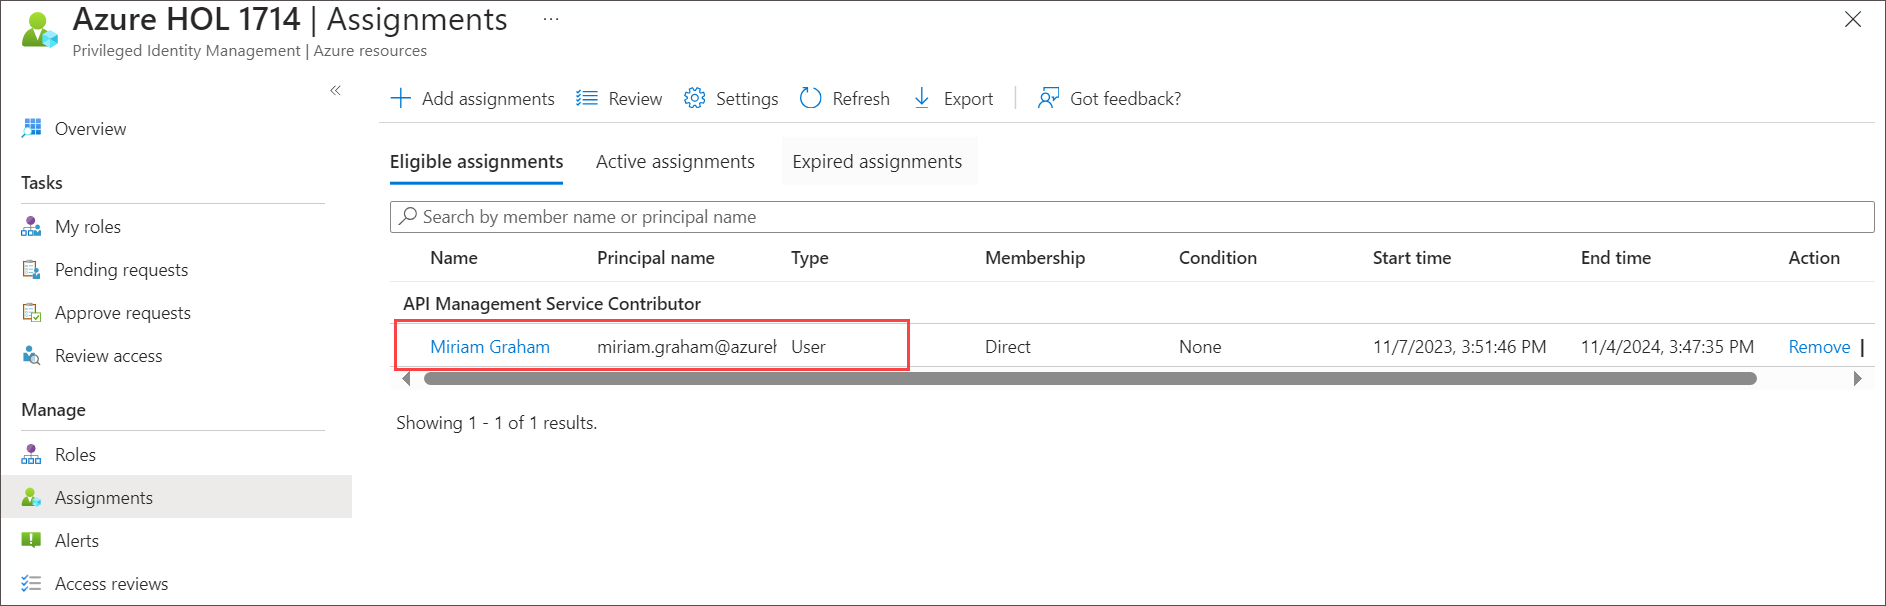 Azure HOL 1714 | Assignments ...
Privileged Identity Management | Azure resources
«
Overview
Tasks
My roles
Pending requests
Approve requests
Review access
Manage
Roles
Assignments
Alerts
Access reviews
Add assignments Review Settings Refresh Export Got feedback?
Eligible assignments Active assignments Expired assignments
Search by member name or principal name
Name Principal name Type Membership Condition Start time End time Action
API Management Service Contributor
Miriam Graham miriam.graham@azure User Direct None 11/7/2023, 3:51:46 PM 11/4/2024, 3:47:35 PM Remove |
Showing 1 - 1 of 1 results.